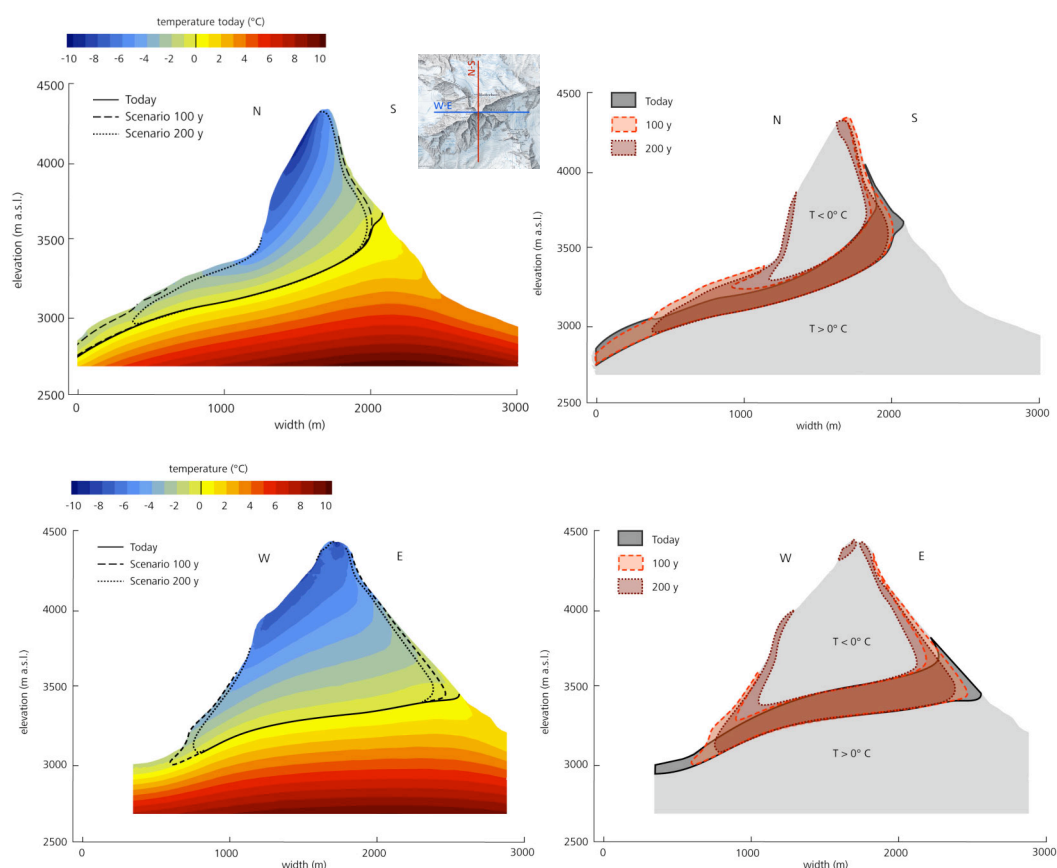 temperature today (°C)
-10 -8 -6 -4 -2 0 2 4 6 8 10
Today
Scenario 100 y
Scenario 200 y
N
S
4500
4000
3500
3000
2500
elevation (m a.s.l.)
0 1000 2000 3000
width (m)
N-S
W-E
Today
100 y
200 y
N
S
T < 0° C
T > 0° C
4500
4000
3500
3000
2500
elevation (m a.s.l.)
0 1000 2000 3000
width (m)
temperature (°C)
-10 -8 -6 -4 -2 0 2 4 6 8 10
Today
Scenario 100 y
Scenario 200 y
W
E
4500
4000
3500
3000
2500
elevation (m a.s.l.)
0 1000 2000 3000
width (m)
Today
100 y
200 y
W
E
T < 0° C
T > 0° C
4500
4000
3500
3000
2500
elevation (m a.s.l.)
0 1000 2000 3000
width (m)